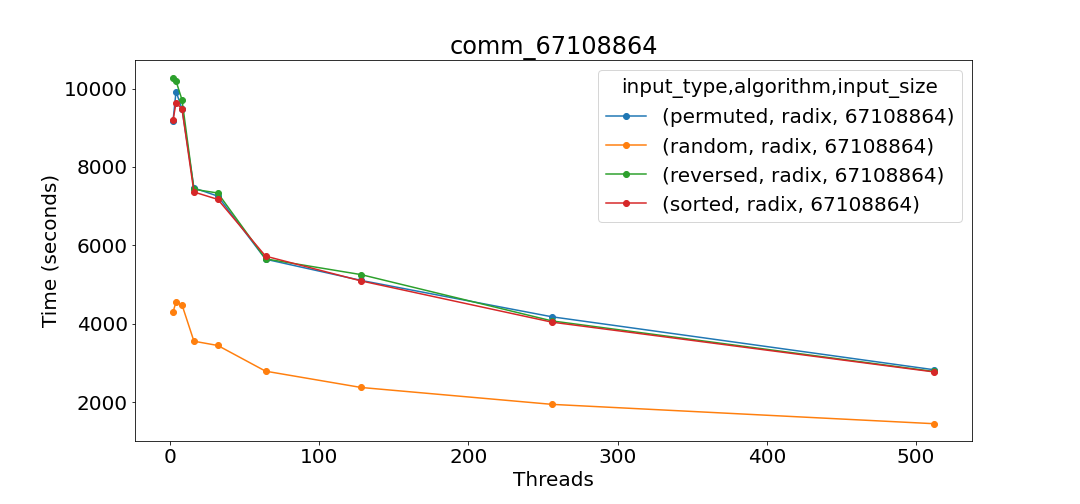 comm_67108864
input_type,algorithm,input_size
(permuted, radix, 67108864)
(random, radix, 67108864)
(reversed, radix, 67108864)
(sorted, radix, 67108864)
Time (seconds)
10000
8000
6000
4000
2000
0 100 200 300 400 500
Threads